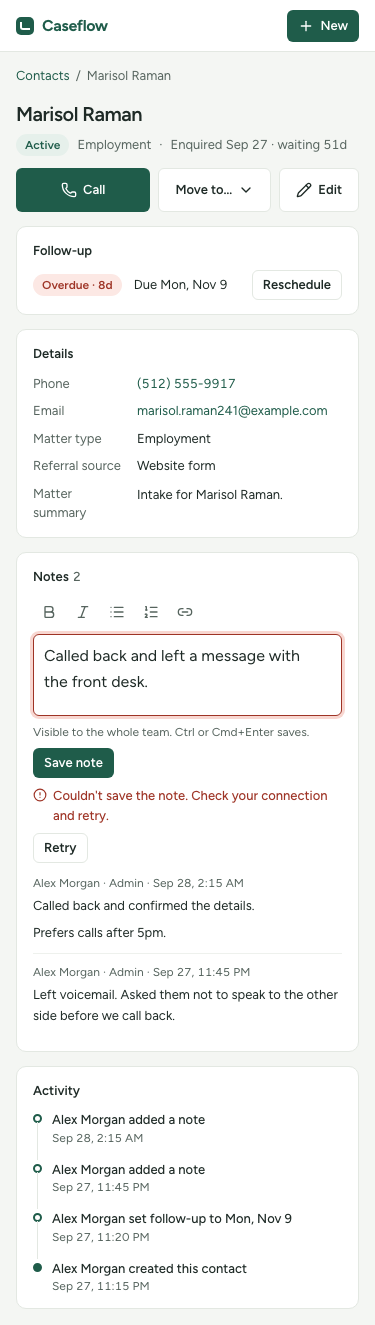 Caseflow
New
Contacts / Marisol Raman
Marisol Raman
Active Employment · Enquired Sep 27 · waiting 51d
Call
Move to...
Edit
Follow-up
Overdue · 8d Due Mon, Nov 9 Reschedule
Details
Phone (512) 555-9917
Email marisol.raman241@example.com
Matter type Employment
Referral source Website form
Matter summary Intake for Marisol Raman.
Notes 2
B I
Called back and left a message with
the front desk.
Visible to the whole team. Ctrl or Cmd+Enter saves.
Save note
Couldn't save the note. Check your connection
and retry.
Retry
Alex Morgan · Admin · Sep 28, 2:15 AM
Called back and confirmed the details.
Prefers calls after 5pm.
Alex Morgan · Admin · Sep 27, 11:45 PM
Left voicemail. Asked them not to speak to the other
side before we call back.
Activity
Alex Morgan added a note
Sep 28, 2:15 AM
Alex Morgan added a note
Sep 27, 11:45 PM
Alex Morgan set follow-up to Mon, Nov 9
Sep 27, 11:20 PM
Alex Morgan created this contact
Sep 27, 11:15 PM